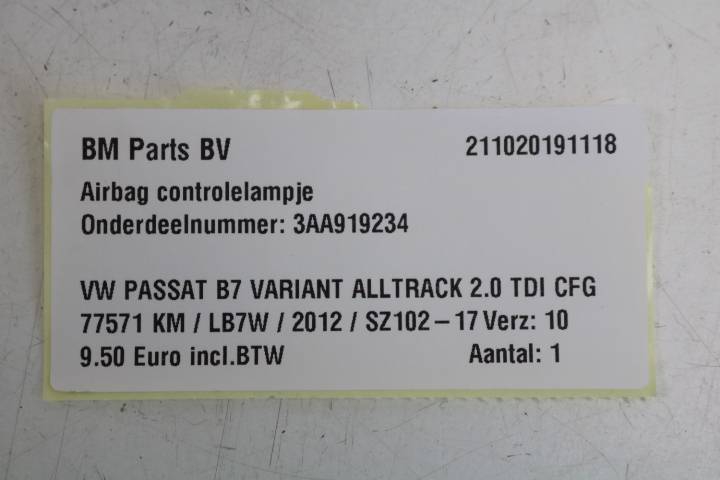 BM Parts BV 211020191118
Airbag controlelampje
Onderdeelnummer: 3AA919234
VW PASSAT B7 VARIANT ALLTRACK 2.0 TDI CFG
77571 KM / LB7W / 2012 / SZ102-17 Verz: 10
9.50 Euro incl.BTW Aantal: 1